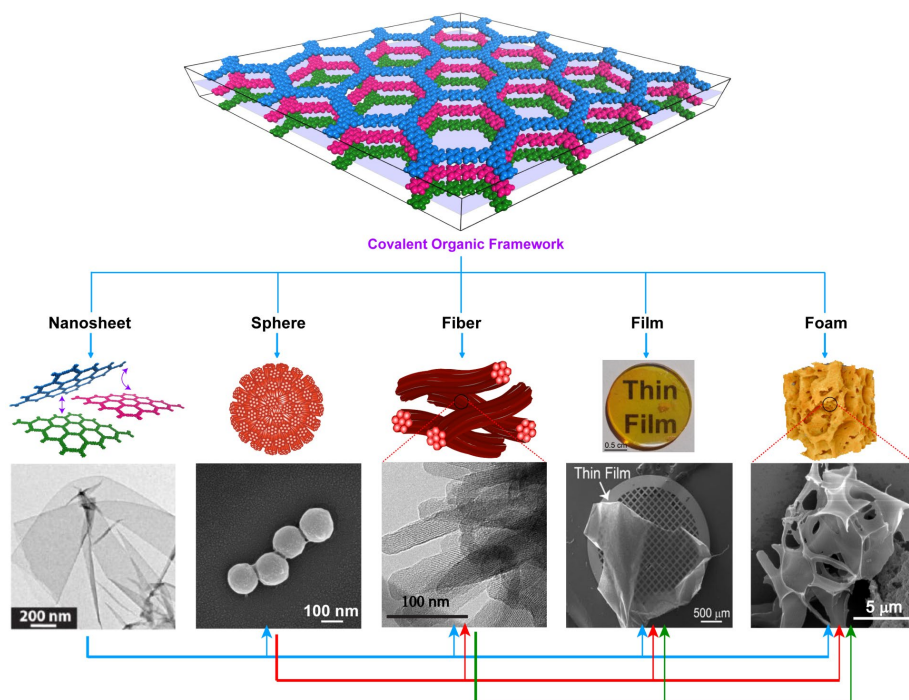 Covalent Organic Framework
Nanosheet
Sphere
Fiber
Film
Foam
Thin
Film
0.5 cm
200 nm
100 nm
100 nm
Thin Film
500 μm
5 μm